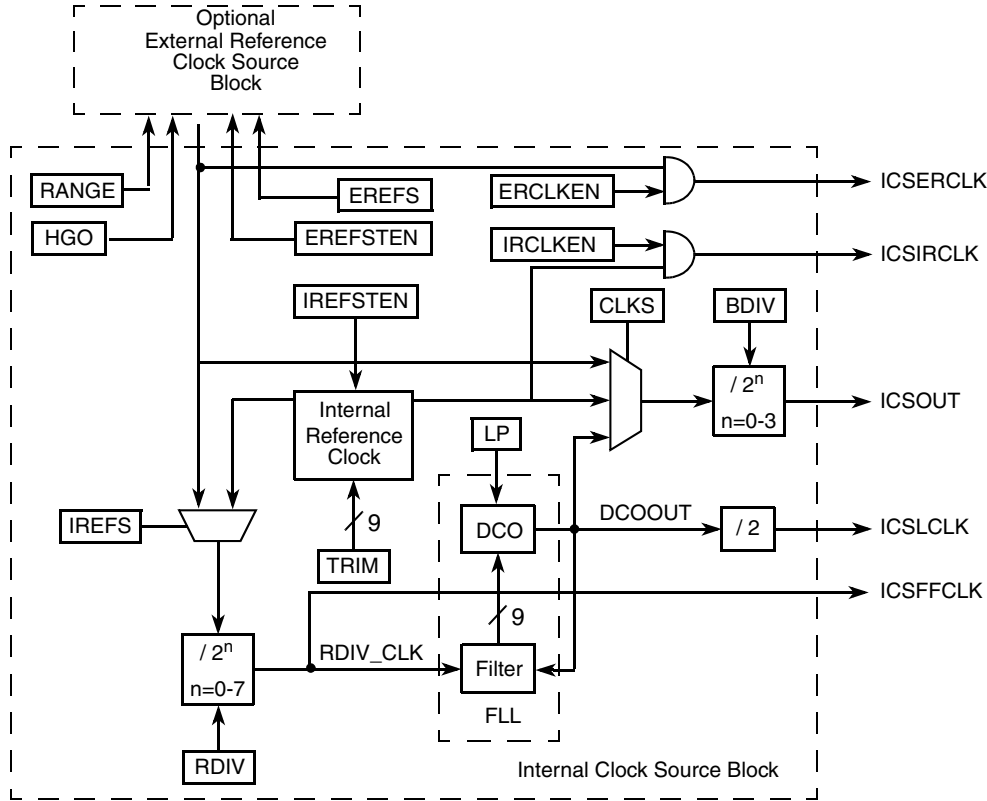 Optional
External Reference
Clock Source
Block
RANGE
EREFS
ERCLKEN
ICSERCLK
HGO
EREFSTEN
IRCLKEN
ICSIRCLK
IREFSTEN
CLKS
BDIV
Internal
Reference
Clock
/ 2n
n=0-3
ICSOUT
LP
IREFS
9
TRIM
DCO
DCOOUT
/ 2
ICSLCLK
ICSFFCLK
9
/ 2n
n=0-7
RDIV_CLK
Filter
FLL
RDIV
Internal Clock Source Block